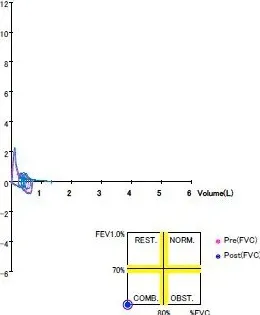 12
10
8
6
4
2
0
1 2 3 4 5 6 Volume(L)
-2
-4
FEV1.0%
REST. NORM.
Pre(FVC)
Post(FVC)
70%
-6
COMB. OBST.
80% %FVC